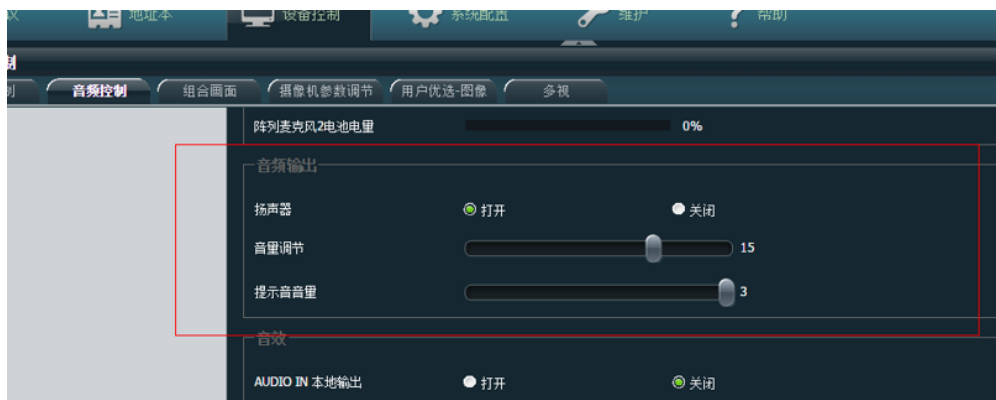 地址本 设备控制 系统配置 维护 ? 帮助
音频控制 组合画面 摄像机参数调节 用户优选-图像 多视
阵列麦克风2电池电量 0%
音频输出
扬声器 打开 关闭
音量调节 15
提示音音量 3
音效
AUDIO IN 本地输出 打开 关闭